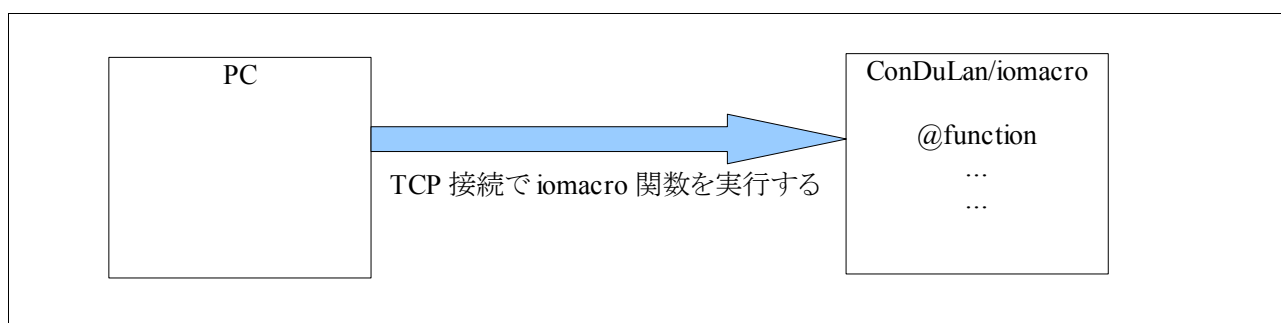 PC
ConDuLan/iomacro
@function
…
…
TCP 接続で iomacro 関数を実行する